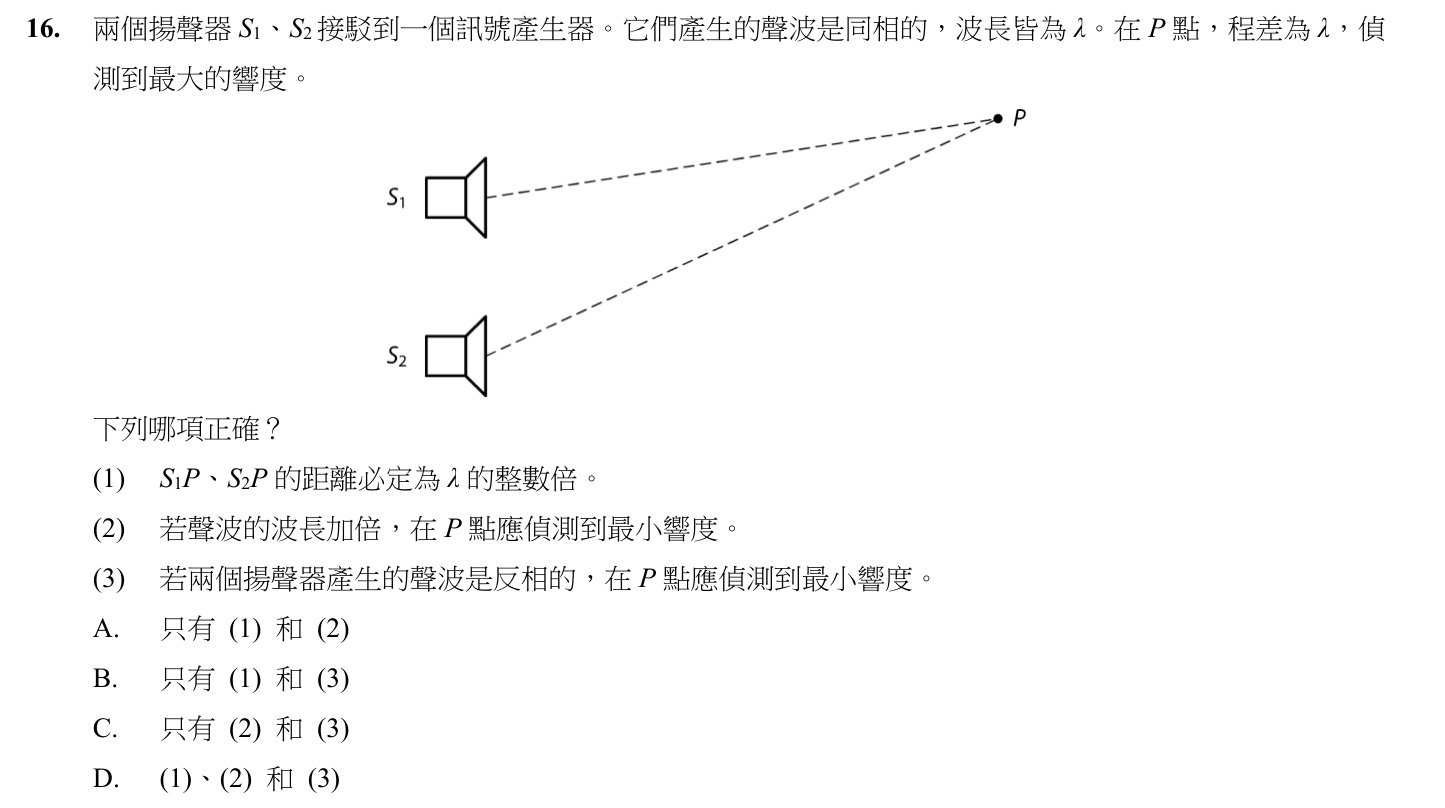 16. 兩個揚聲器 S1、S2 接駁到一個訊號產生器。它們產生的聲波是同相的，波長皆為 λ。在 P 點，程差為 λ，偵
測到最大的響度。
P
S1
S2
下列哪項正確？
(1) S1P、S2P 的距離必定為 λ 的整數倍。
(2) 若聲波的波長加倍，在 P 點應偵測到最小響度。
(3) 若兩個揚聲器產生的聲波是反相的，在 P 點應偵測到最小響度。
A. 只有 (1) 和 (2)
B. 只有 (1) 和 (3)
C. 只有 (2) 和 (3)
D. (1)、(2) 和 (3)